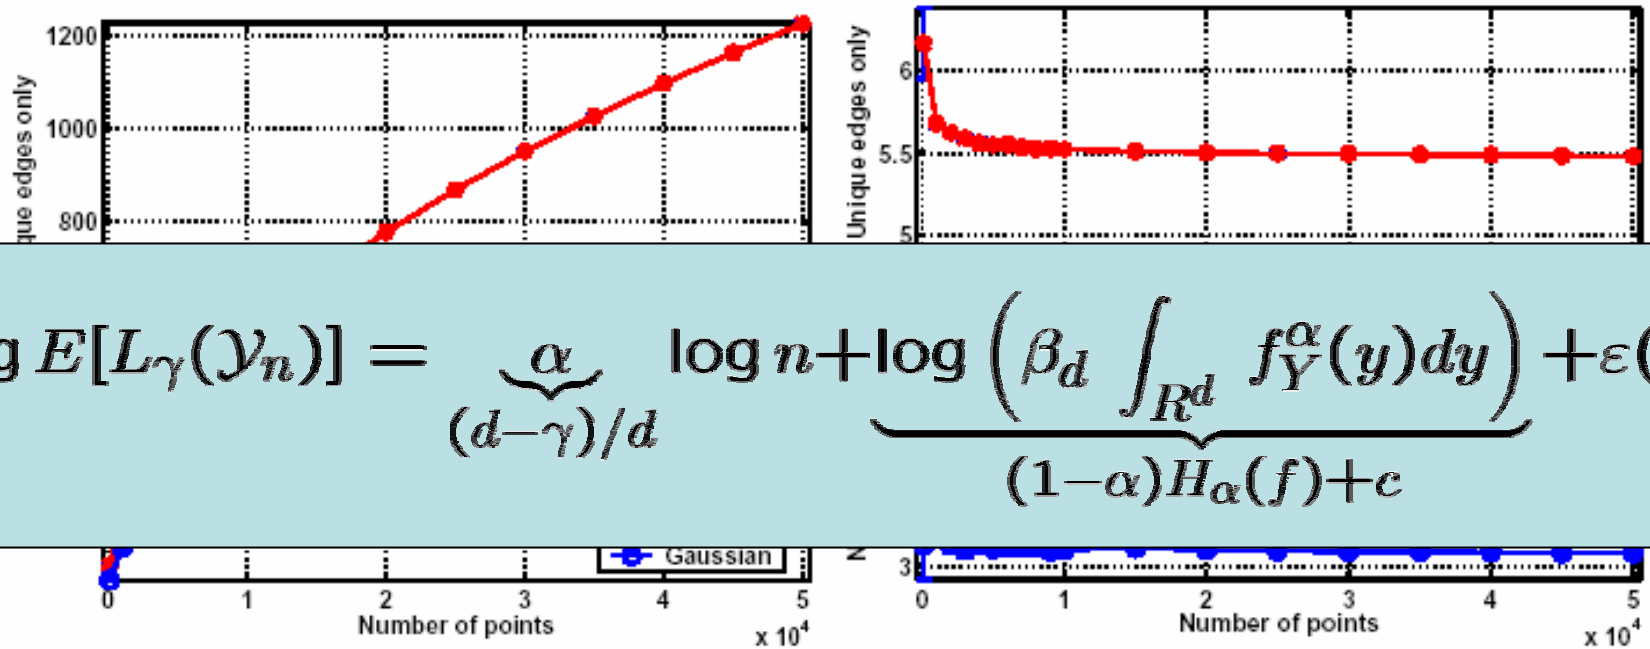 1200
1000
800
que edges only
6
5.5
5
Unique edges only
g E[L_γ(𝒴_n)] = α log n+log (β_d ∫_{R^d} f_Y^α(y)dy) +ε(
(d−γ)/d
(1−α)H_α(f)+c
Gaussian
0 1 2 3 4 5
Number of points
x 10^4
N
3
0 1 2 3 4 5
Number of points
x 10^4